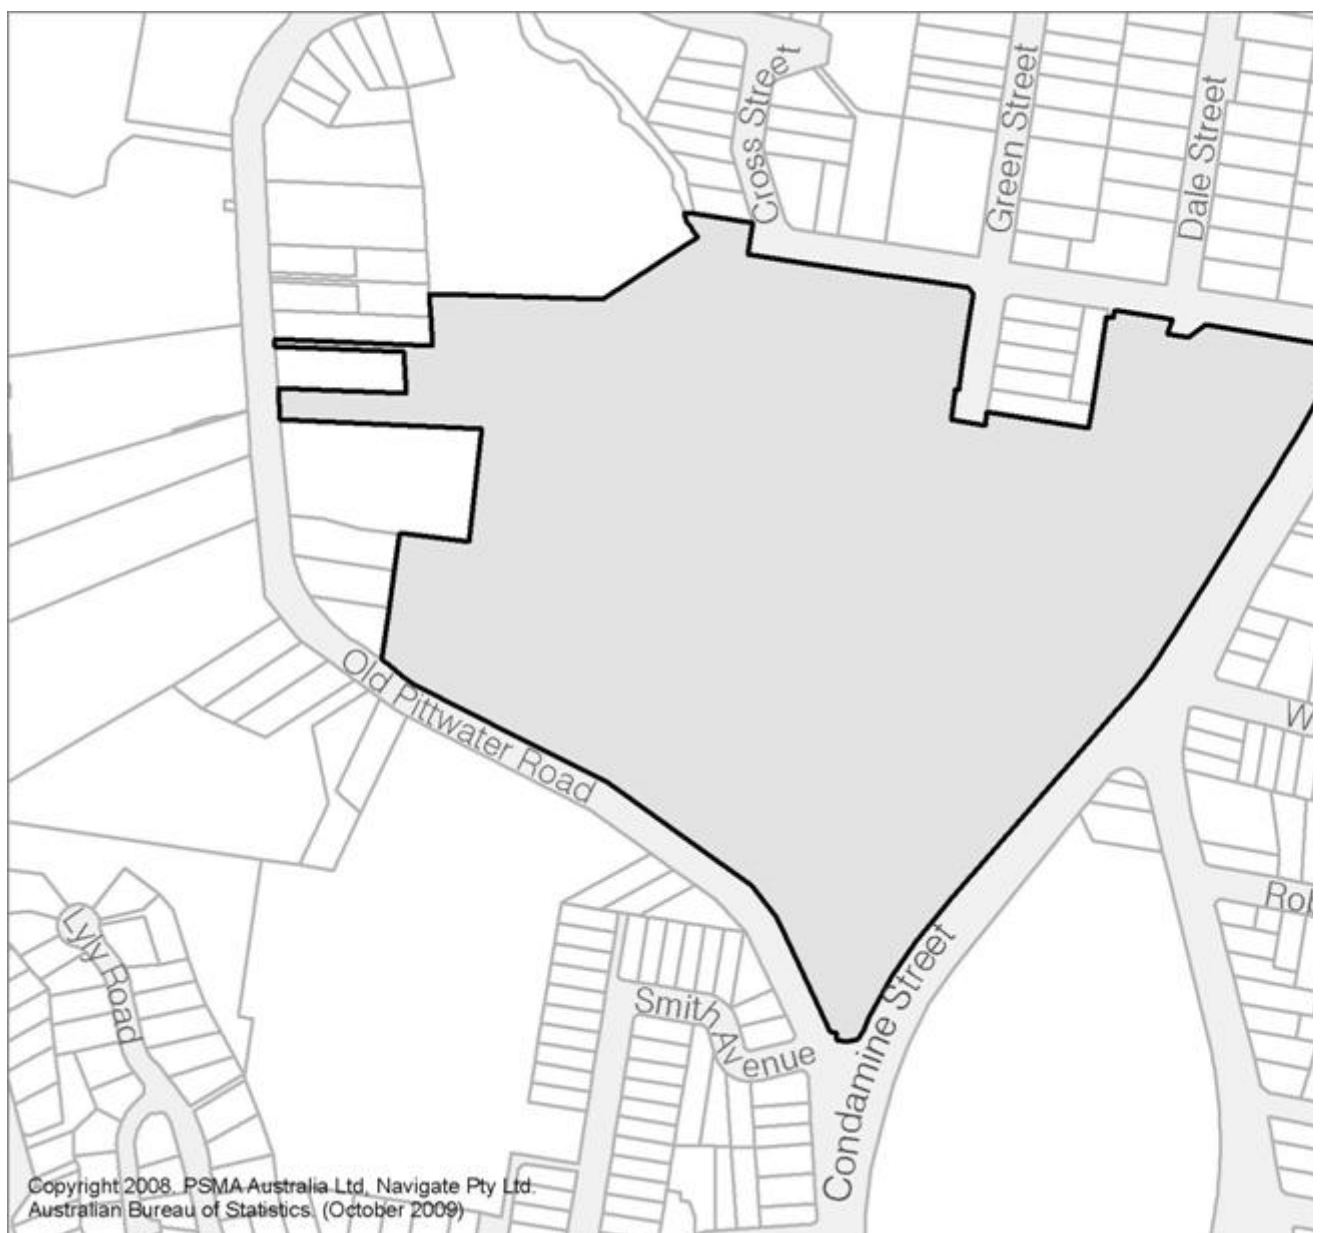 Cross Street
Green Street
Dale Street
Old Pittwater Road
W
Rob
Lyly Road
Smith Avenue
Condamine Street
Copyright 2008. PSMA Australia Ltd, Navigate Pty Ltd.
Australian Bureau of Statistics. (October 2009)